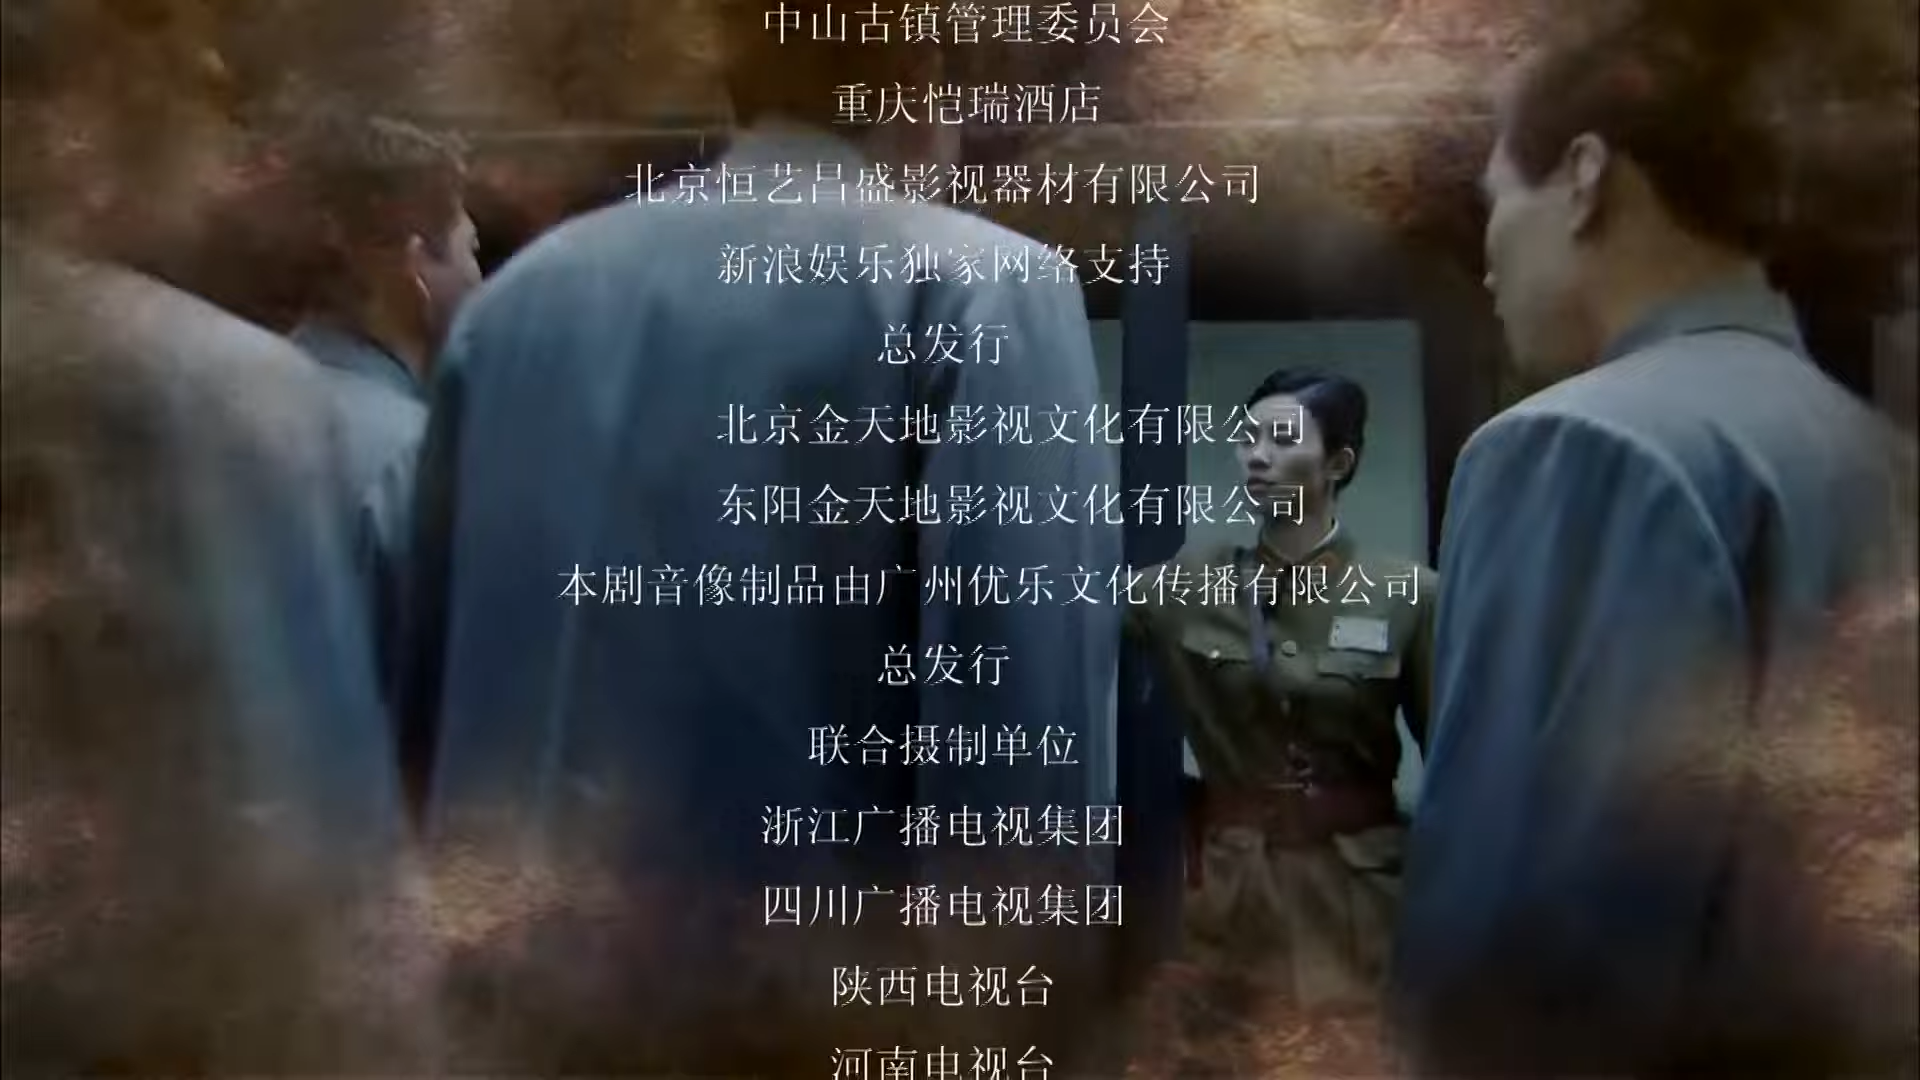 中山古镇管理委员会
重庆恺瑞酒店
北京恒艺昌盛影视器材有限公司
新浪娱乐独家网络支持
总发行
北京金天地影视文化有限公司
东阳金天地影视文化有限公司
本剧音像制品由广州优乐文化传播有限公司
总发行
联合摄制单位
浙江广播电视集团
四川广播电视集团
陕西电视台
河南电视台